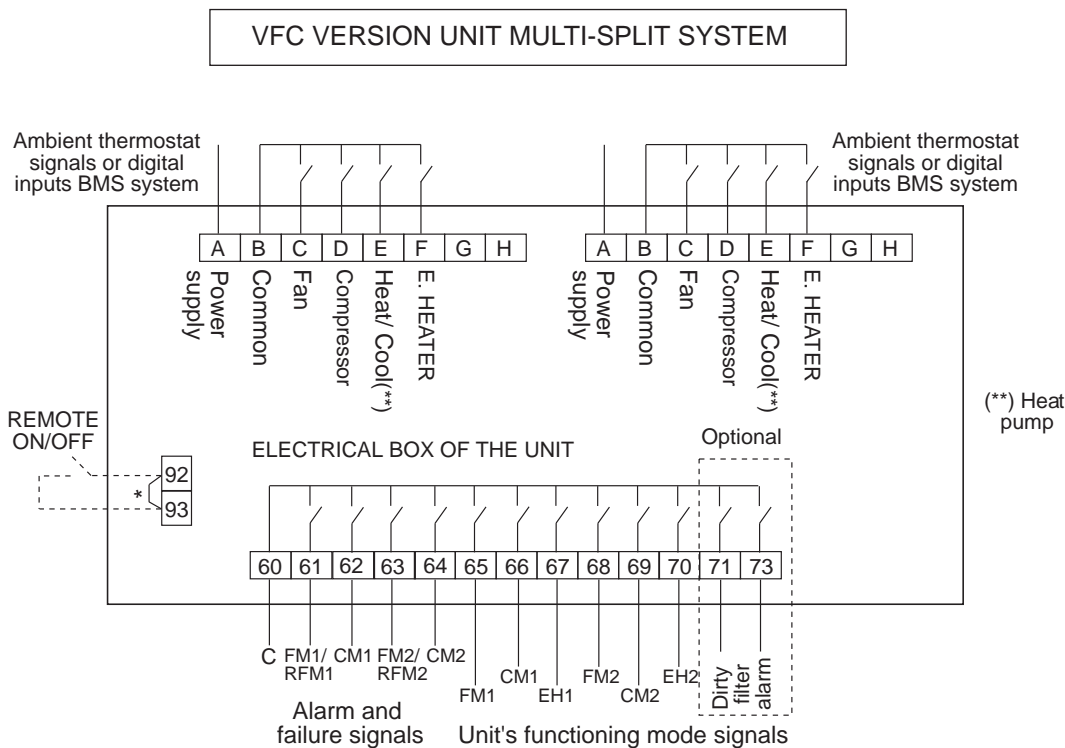 VFC VERSION UNIT MULTI-SPLIT SYSTEM
Ambient thermostat
signals or digital
inputs BMS system
Ambient thermostat
signals or digital
inputs BMS system
A B C D E F G H
Power
supply
Common
Fan
Compressor
Heat/ Cool(**)
E. HEATER
A B C D E F G H
Power
supply
Common
Fan
Compressor
Heat/ Cool(**)
E. HEATER
(**) Heat
pump
REMOTE
ON/OFF
92
93
*
ELECTRICAL BOX OF THE UNIT
Optional
60 61 62 63 64 65 66 67 68 69 70 71 73
C FM1/ CM1 FM2/ CM2
RFM1 RFM2
FM1 CM1 EH1 FM2 CM2 EH2
Dirty
filter
alarm
Alarm and
failure signals
Unit's functioning mode signals